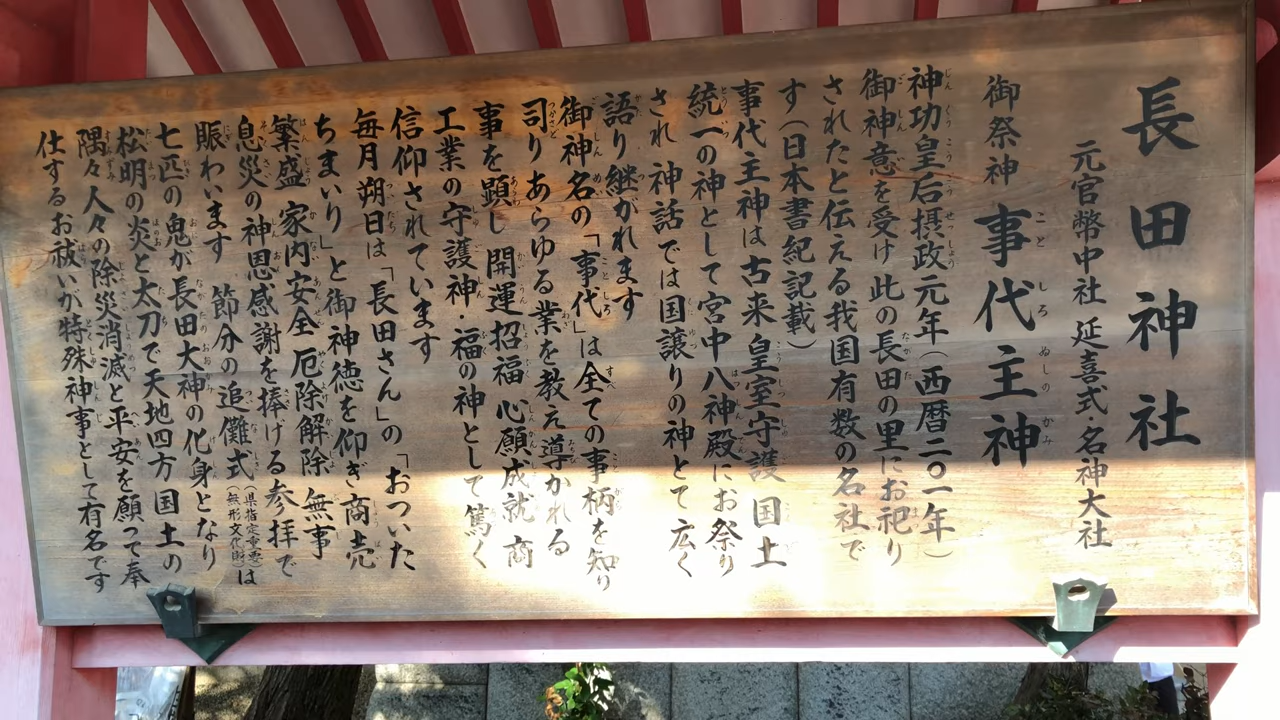 長田神社
元官幣中社 延喜式名神大社
御祭神 事代主神
神功皇后摂政元年(西暦二〇一年)
御神意を受け此の長田の里にお祀り
されたと伝える我国有数の名社で
す(日本書紀記載)
事代主神は古来皇室守護 国土
統一の神として宮中八神殿にお祭り
され 神話では国譲りの神とて広く
語り継がれます
御神名の「事代」は全ての事柄を知り
司りあらゆる業を教え導かれる
事を顕し 開運招福 心願成就 商
工業の守護神・福の神として篤く
信仰されています
毎月朔日は「長田さん」の「おついた
ちまいり」と御神徳を仰ぎ商売
繁盛 家内安全 厄除解除 無事
息災の神恩感謝を捧げる参拝で
賑わいます 節分の追儺式(県指定重要無形文化財)は
七匹の鬼が長田大神の化身となり
松明の炎と太刀で天地四方国土の
隅々人々の除災消滅と平安を願って奉
仕するお祓いが特殊神事として有名です